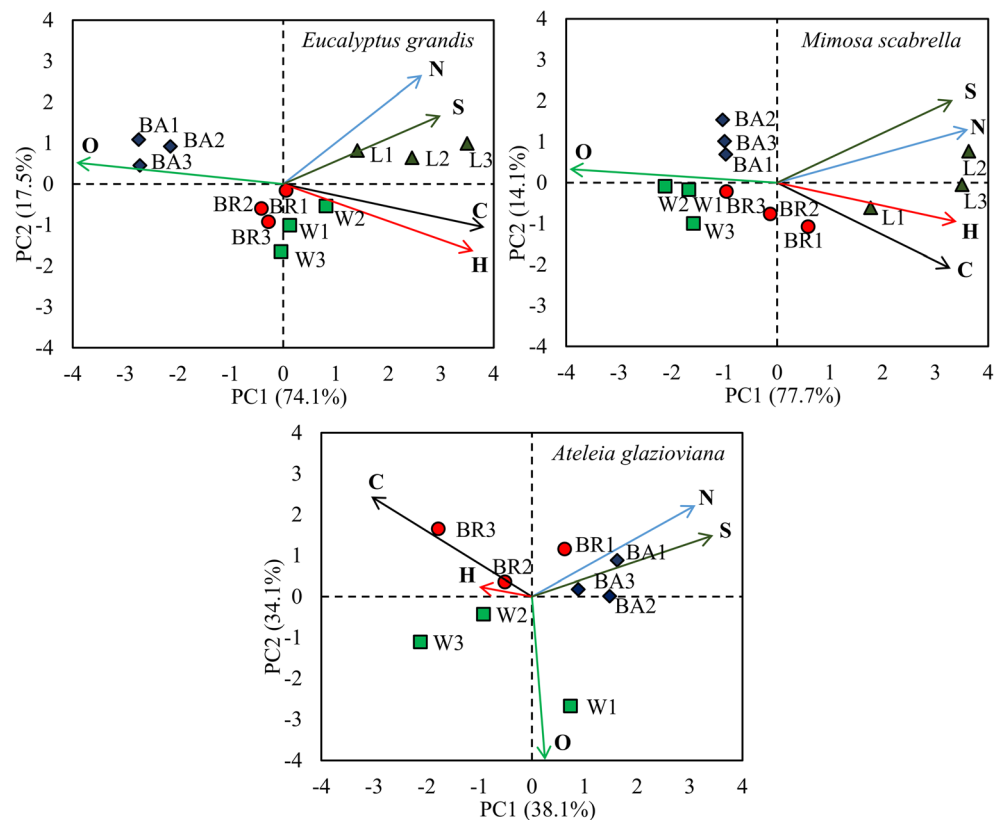 Eucalyptus grandis
4
3
2
1
0
-1
-2
-3
-4
PC2 (17.5%)
N
S
O
C
H
BA1
BA2
BA3
L1
L2
L3
BR2
BR1
BR3
W2
W1
W3
-4 -3 -2 -1 0 1 2 3 4
PC1 (74.1%)
Mimosa scabrella
4
3
2
1
0
-1
-2
-3
-4
PC2 (14.1%)
S
N
O
H
C
BA2
BA3
BA1
L2
L3
L1
W2
W1
W3
BR3
BR2
BR1
-4 -3 -2 -1 0 1 2 3 4
PC1 (77.7%)
Ateleia glazioviana
4
3
2
1
0
-1
-2
-3
-4
PC2 (34.1%)
C
N
S
H
O
BR3
BR1
BR2
BA1
BA3
BA2
W2
W3
W1
-4 -3 -2 -1 0 1 2 3 4
PC1 (38.1%)